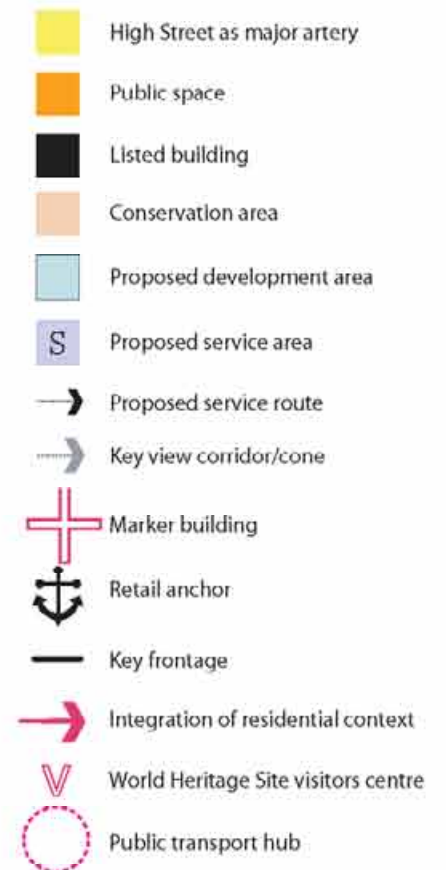 High Street as major artery
Public space
Listed building
Conservation area
Proposed development area
S Proposed service area
Proposed service route
Key view corridor/cone
Marker building
Retail anchor
Key frontage
Integration of residential context
V World Heritage Site visitors centre
Public transport hub